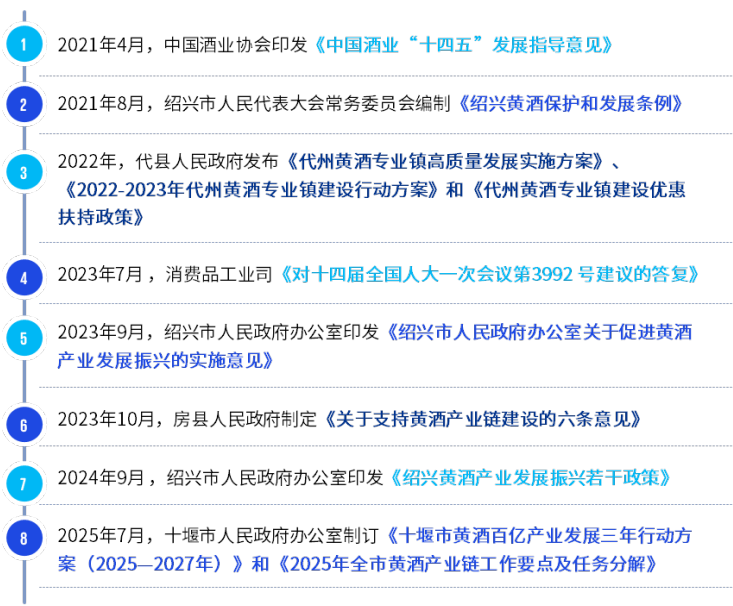 1
2021年4月，中国酒业协会印发《中国酒业“十四五”发展指导意见》
2
2021年8月，绍兴市人民代表大会常务委员会编制《绍兴黄酒保护和发展条例》
3
2022年，代县人民政府发布《代州黄酒专业镇高质量发展实施方案》、
《2022-2023年代州黄酒专业镇建设行动方案》和《代州黄酒专业镇建设优惠
扶持政策》
4
2023年7月，消费品工业司《对十四届全国人大一次会议第3992 号建议的答复》
5
2023年9月，绍兴市人民政府办公室印发《绍兴市人民政府办公室关于促进黄酒
产业发展振兴的实施意见》
6
2023年10月，房县人民政府制定《关于支持黄酒产业链建设的六条意见》
7
2024年9月，绍兴市人民政府办公室印发《绍兴黄酒产业发展振兴若干政策》
8
2025年7月，十堰市人民政府办公室制订《十堰市黄酒百亿产业发展三年行动方
案（2025—2027年）》和《2025年全市黄酒产业链工作要点及任务分解》